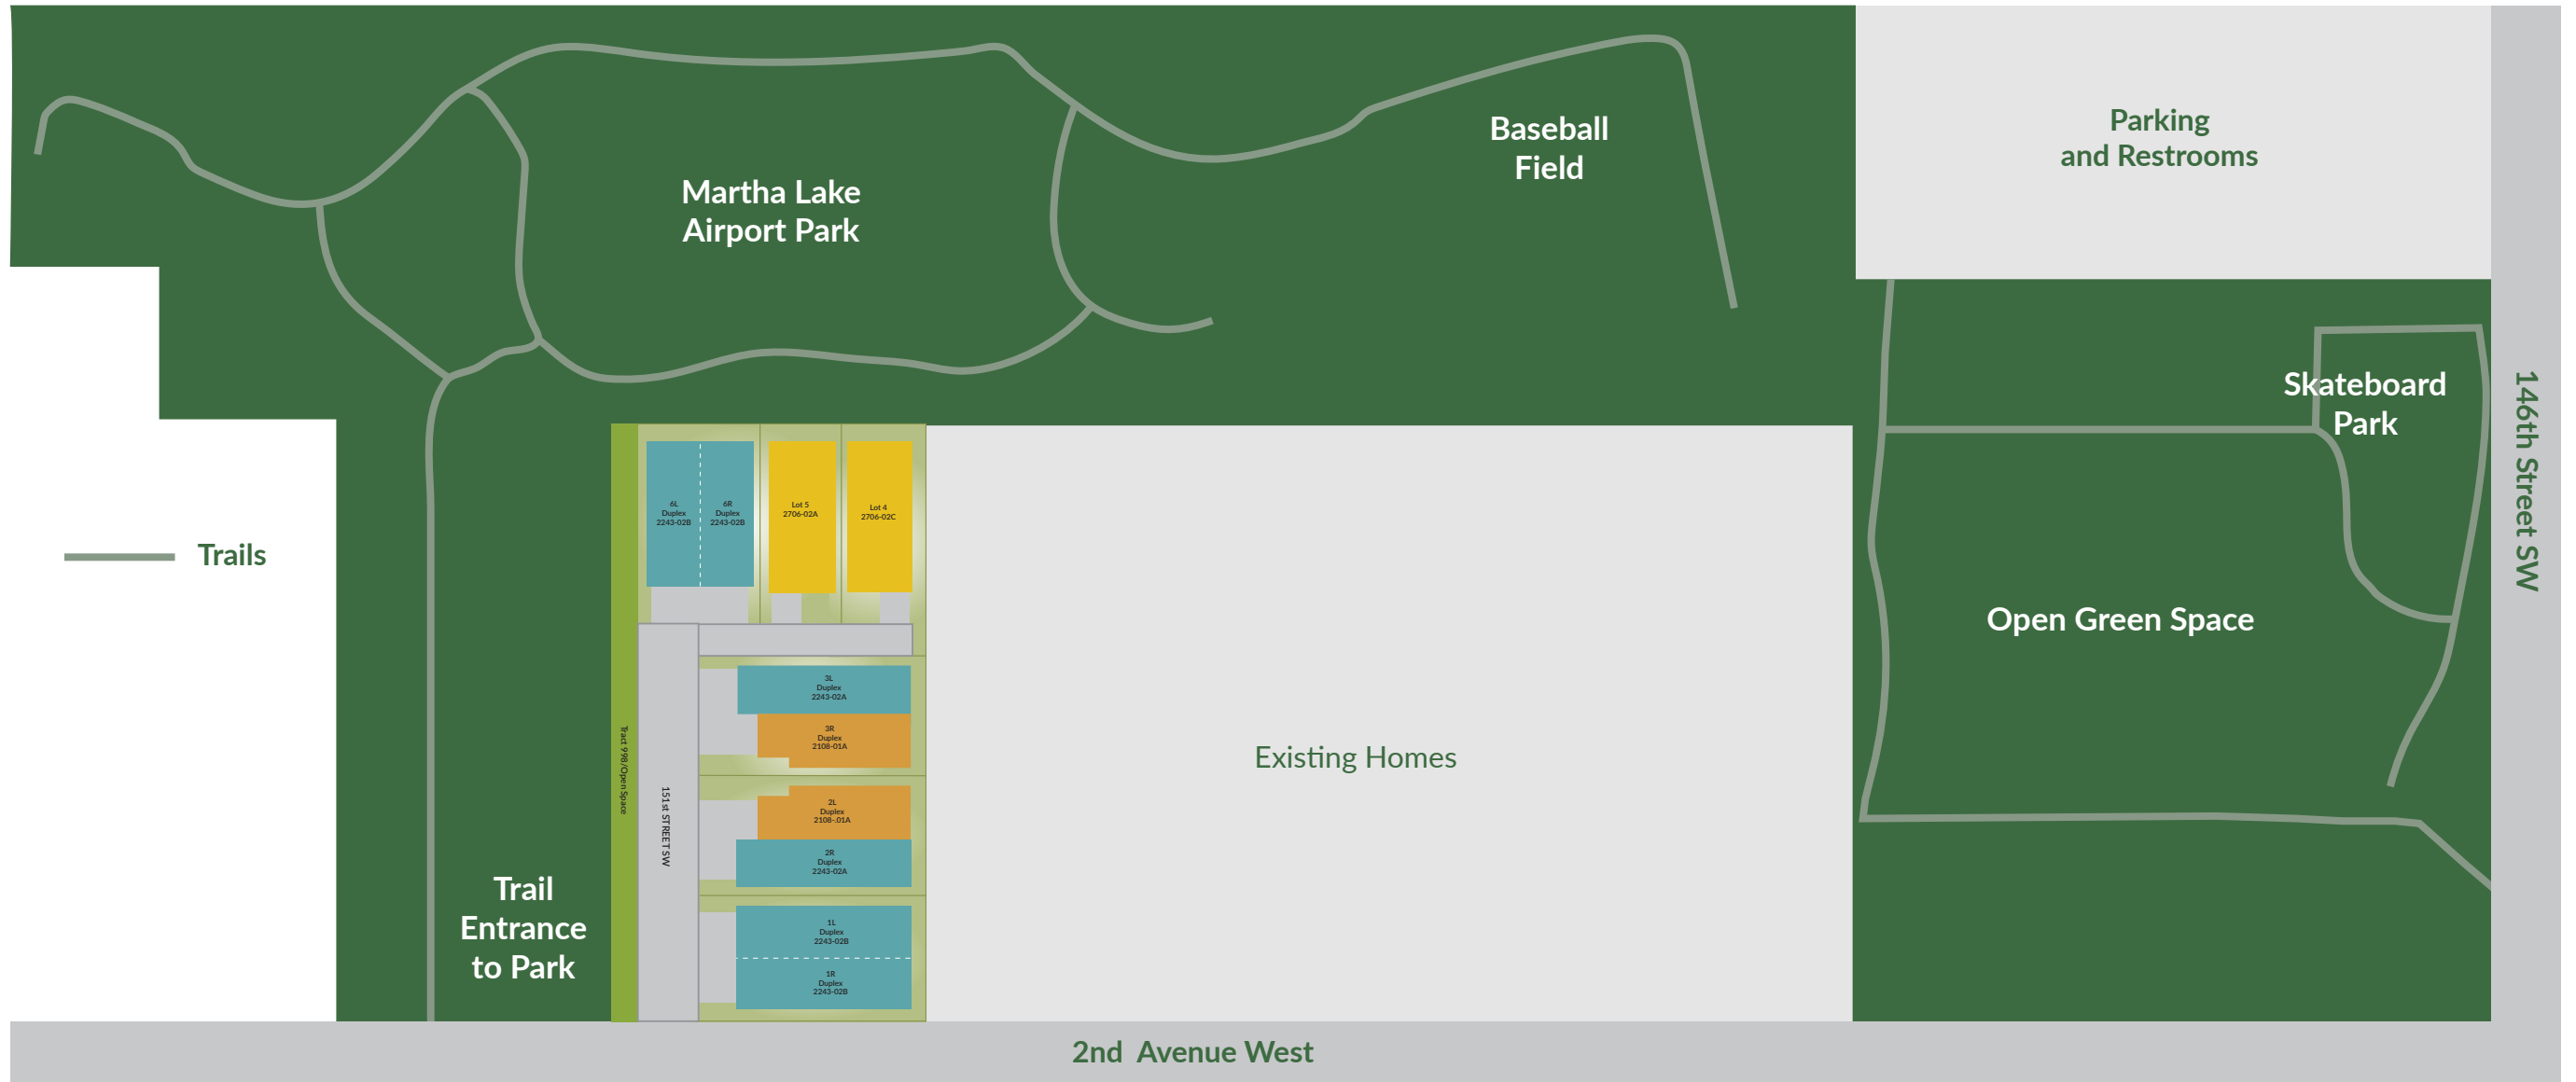 Baseball
Field
Parking
and Restrooms
Martha Lake
Airport Park
Skateboard
Park
146th Street SW
6L
Duplex
2243-02B
6R
Duplex
2243-02B
Lot 5
2706-02A
Lot 4
2706-02C
Trails
Open Green Space
3L
Duplex
2243-02A
3R
Duplex
2108-01A
Tract 998/Open Space
151st STREET SW
Existing Homes
2L
Duplex
2108-.01A
2R
Duplex
2243-02A
Trail
Entrance
to Park
1L
Duplex
2243-02B
1R
Duplex
2243-02B
2nd Avenue West